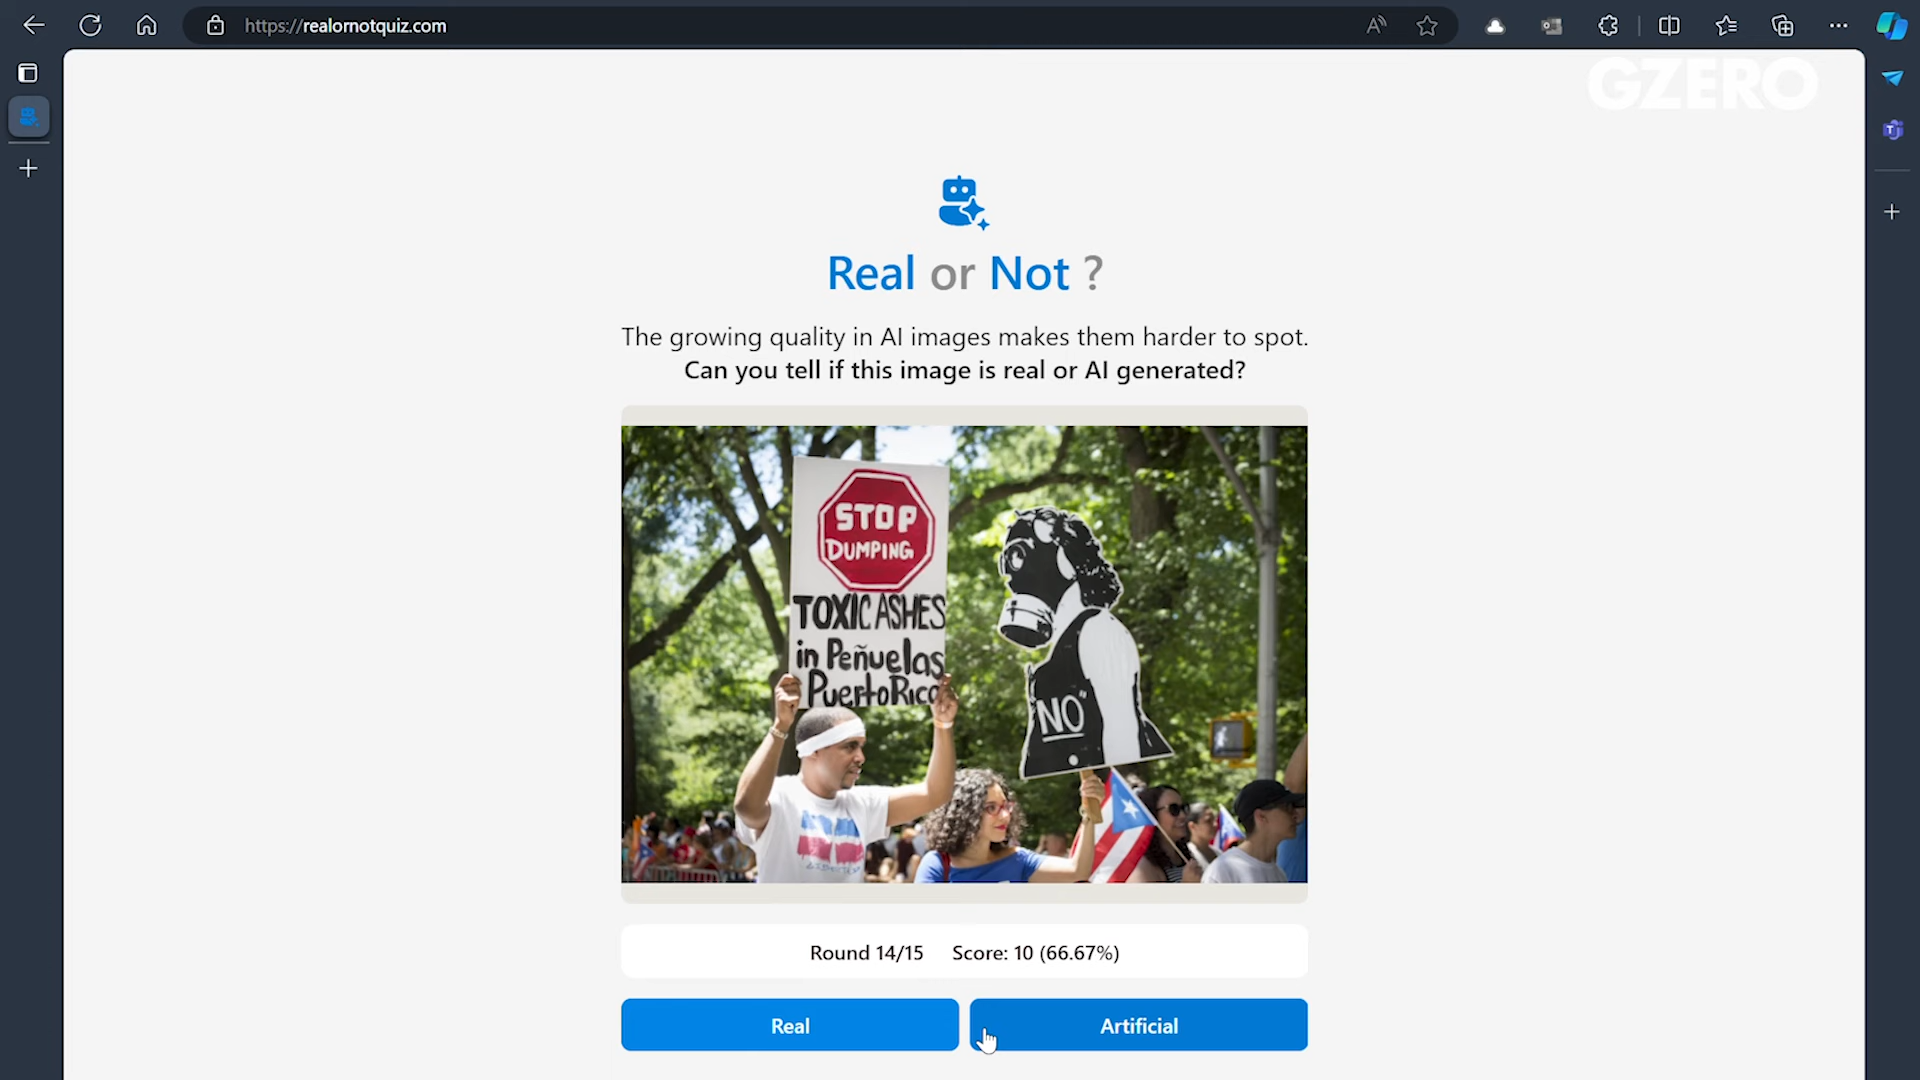 https://realornotquiz.com
GZERO
Real or Not ?
The growing quality in AI images makes them harder to spot.
Can you tell if this image is real or AI generated?
STOP
DUMPING
TOXIC ASHES
in Peñuelas
Puerto Rico
NO
Round 14/15 Score: 10 (66.67%)
Real
Artificial